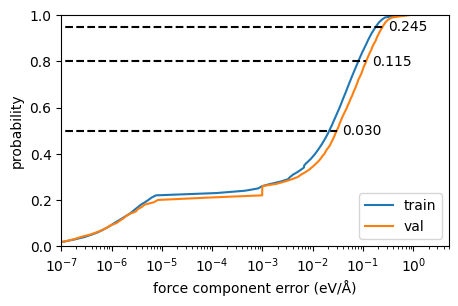 1.0
0.8
0.6
0.4
0.2
0.0
probability
0.245
0.115
0.030
train
val
10⁻⁷ 10⁻⁶ 10⁻⁵ 10⁻⁴ 10⁻³ 10⁻² 10⁻¹ 10⁰
force component error (eV/Å)